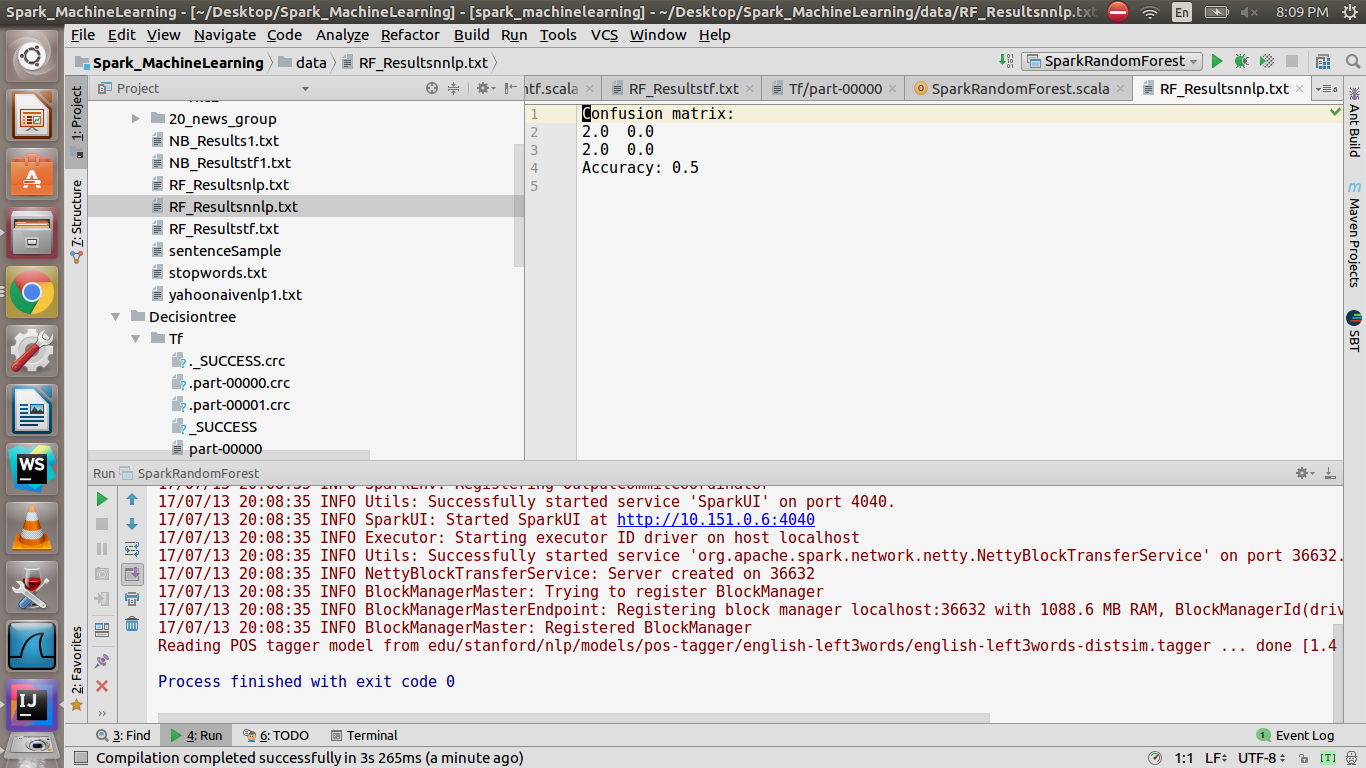 Spark_MachineLearning - [~/Desktop/Spark_MachineLearning] - [spark_machinelearning] - ~/Desktop/Spark_MachineLearning/data/RF_Resultsnnlp.txt
En
8:09 PM
File Edit View Navigate Code Analyze Refactor Build Run Tools VCS Window Help
Spark_MachineLearning data RF_Resultsnnlp.txt
SparkRandomForest
Project
ntf.scala RF_Resultstf.txt Tf/part-00000 SparkRandomForest.scala RF_Resultsnnlp.txt
6
1: Project
7: Structure
2: Favorites
20_news_group
NB_Results1.txt
NB_Resultstf1.txt
RF_Resultsnlp.txt
RF_Resultsnnlp.txt
RF_Resultstf.txt
sentenceSample
stopwords.txt
yahoonaivenlp1.txt
Decisiontree
Tf
._SUCCESS.crc
.part-00000.crc
.part-00001.crc
_SUCCESS
part-00000
1 Confusion matrix:
2 2.0 0.0
3 2.0 0.0
4 Accuracy: 0.5
5
Ant Build
m
Maven Projects
SBT
Run SparkRandomForest
17/07/13 20:08:35 INFO SparkEnv: Registering OutputCommitCoordinator
17/07/13 20:08:35 INFO Utils: Successfully started service 'SparkUI' on port 4040.
17/07/13 20:08:35 INFO SparkUI: Started SparkUI at http://10.151.0.6:4040
17/07/13 20:08:35 INFO Executor: Starting executor ID driver on host localhost
17/07/13 20:08:35 INFO Utils: Successfully started service 'org.apache.spark.network.netty.NettyBlockTransferService' on port 36632.
17/07/13 20:08:35 INFO NettyBlockTransferService: Server created on 36632
17/07/13 20:08:35 INFO BlockManagerMaster: Trying to register BlockManager
17/07/13 20:08:35 INFO BlockManagerMasterEndpoint: Registering block manager localhost:36632 with 1088.6 MB RAM, BlockManagerId(driv
17/07/13 20:08:35 INFO BlockManagerMaster: Registered BlockManager
Reading POS tagger model from edu/stanford/nlp/models/pos-tagger/english-left3words/english-left3words-distsim.tagger ... done [1.4
Process finished with exit code 0
WS
IJ
3: Find 4: Run 6: TODO Terminal
1 Event Log
Compilation completed successfully in 3s 265ms (a minute ago)
1:1 LF UTF-8 [T]